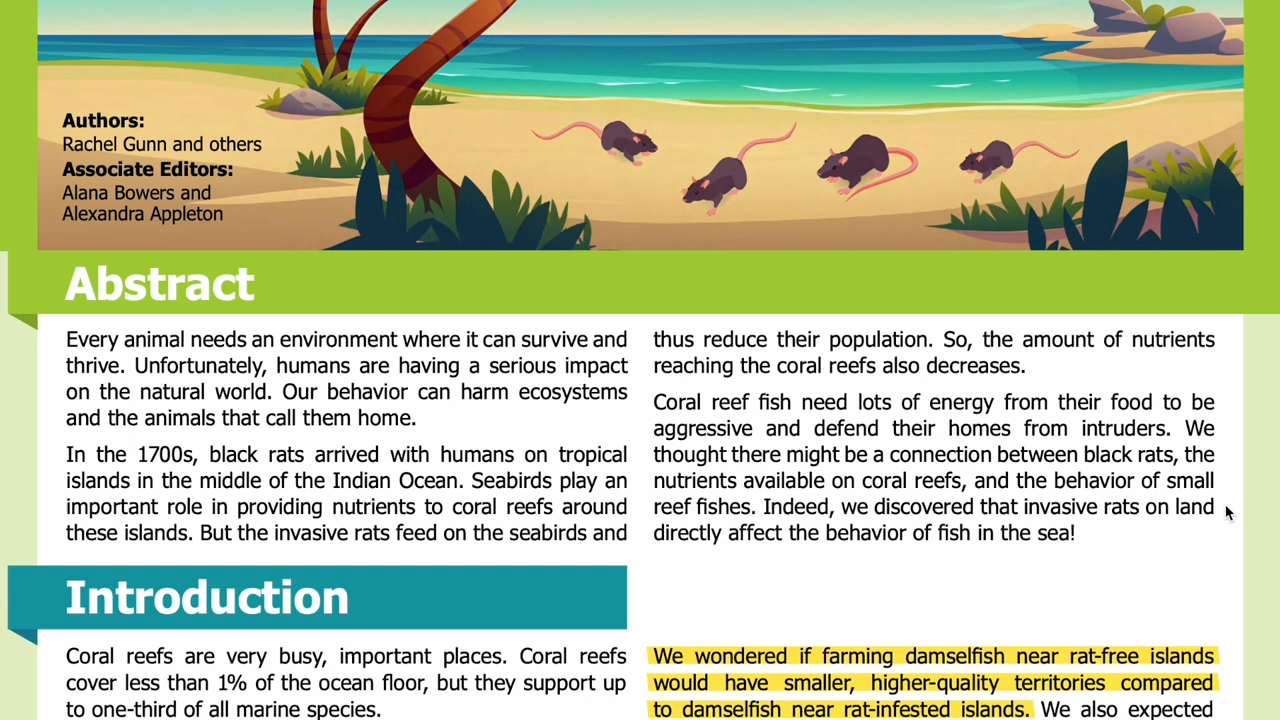 Authors:
Rachel Gunn and others
Associate Editors:
Alana Bowers and
Alexandra Appleton
Abstract
Every animal needs an environment where it can survive and
thrive. Unfortunately, humans are having a serious impact
on the natural world. Our behavior can harm ecosystems
and the animals that call them home.
In the 1700s, black rats arrived with humans on tropical
islands in the middle of the Indian Ocean. Seabirds play an
important role in providing nutrients to coral reefs around
these islands. But the invasive rats feed on the seabirds and
thus reduce their population. So, the amount of nutrients
reaching the coral reefs also decreases.
Coral reef fish need lots of energy from their food to be
aggressive and defend their homes from intruders. We
thought there might be a connection between black rats, the
nutrients available on coral reefs, and the behavior of small
reef fishes. Indeed, we discovered that invasive rats on land
directly affect the behavior of fish in the sea!
Introduction
Coral reefs are very busy, important places. Coral reefs
cover less than 1% of the ocean floor, but they support up
to one-third of all marine species.
We wondered if farming damselfish near rat-free islands
would have smaller, higher-quality territories compared
to damselfish near rat-infested islands. We also expected